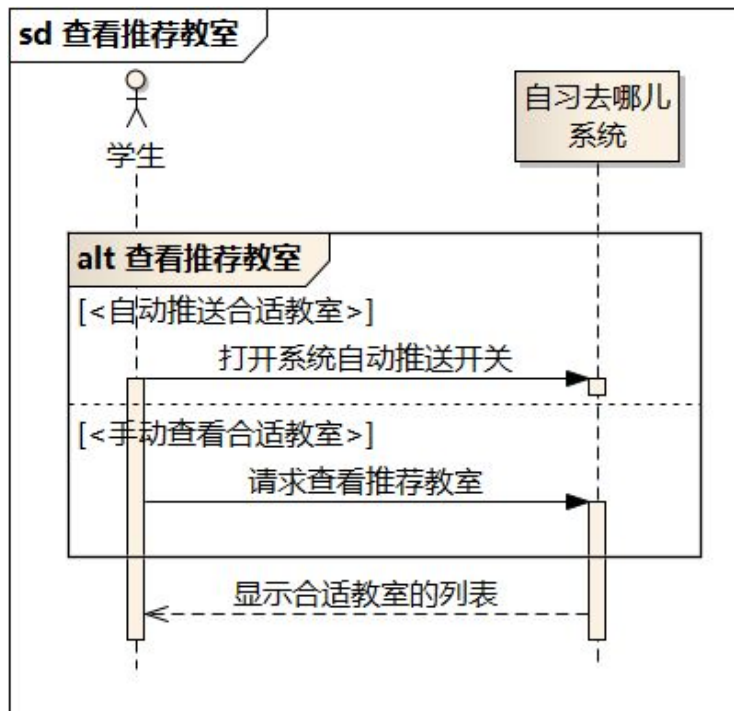 sd 查看推荐教室
自习去哪儿
系统
学生
alt 查看推荐教室
[<自动推送合适教室>]
打开系统自动推送开关
[<手动查看合适教室>]
请求查看推荐教室
显示合适教室的列表